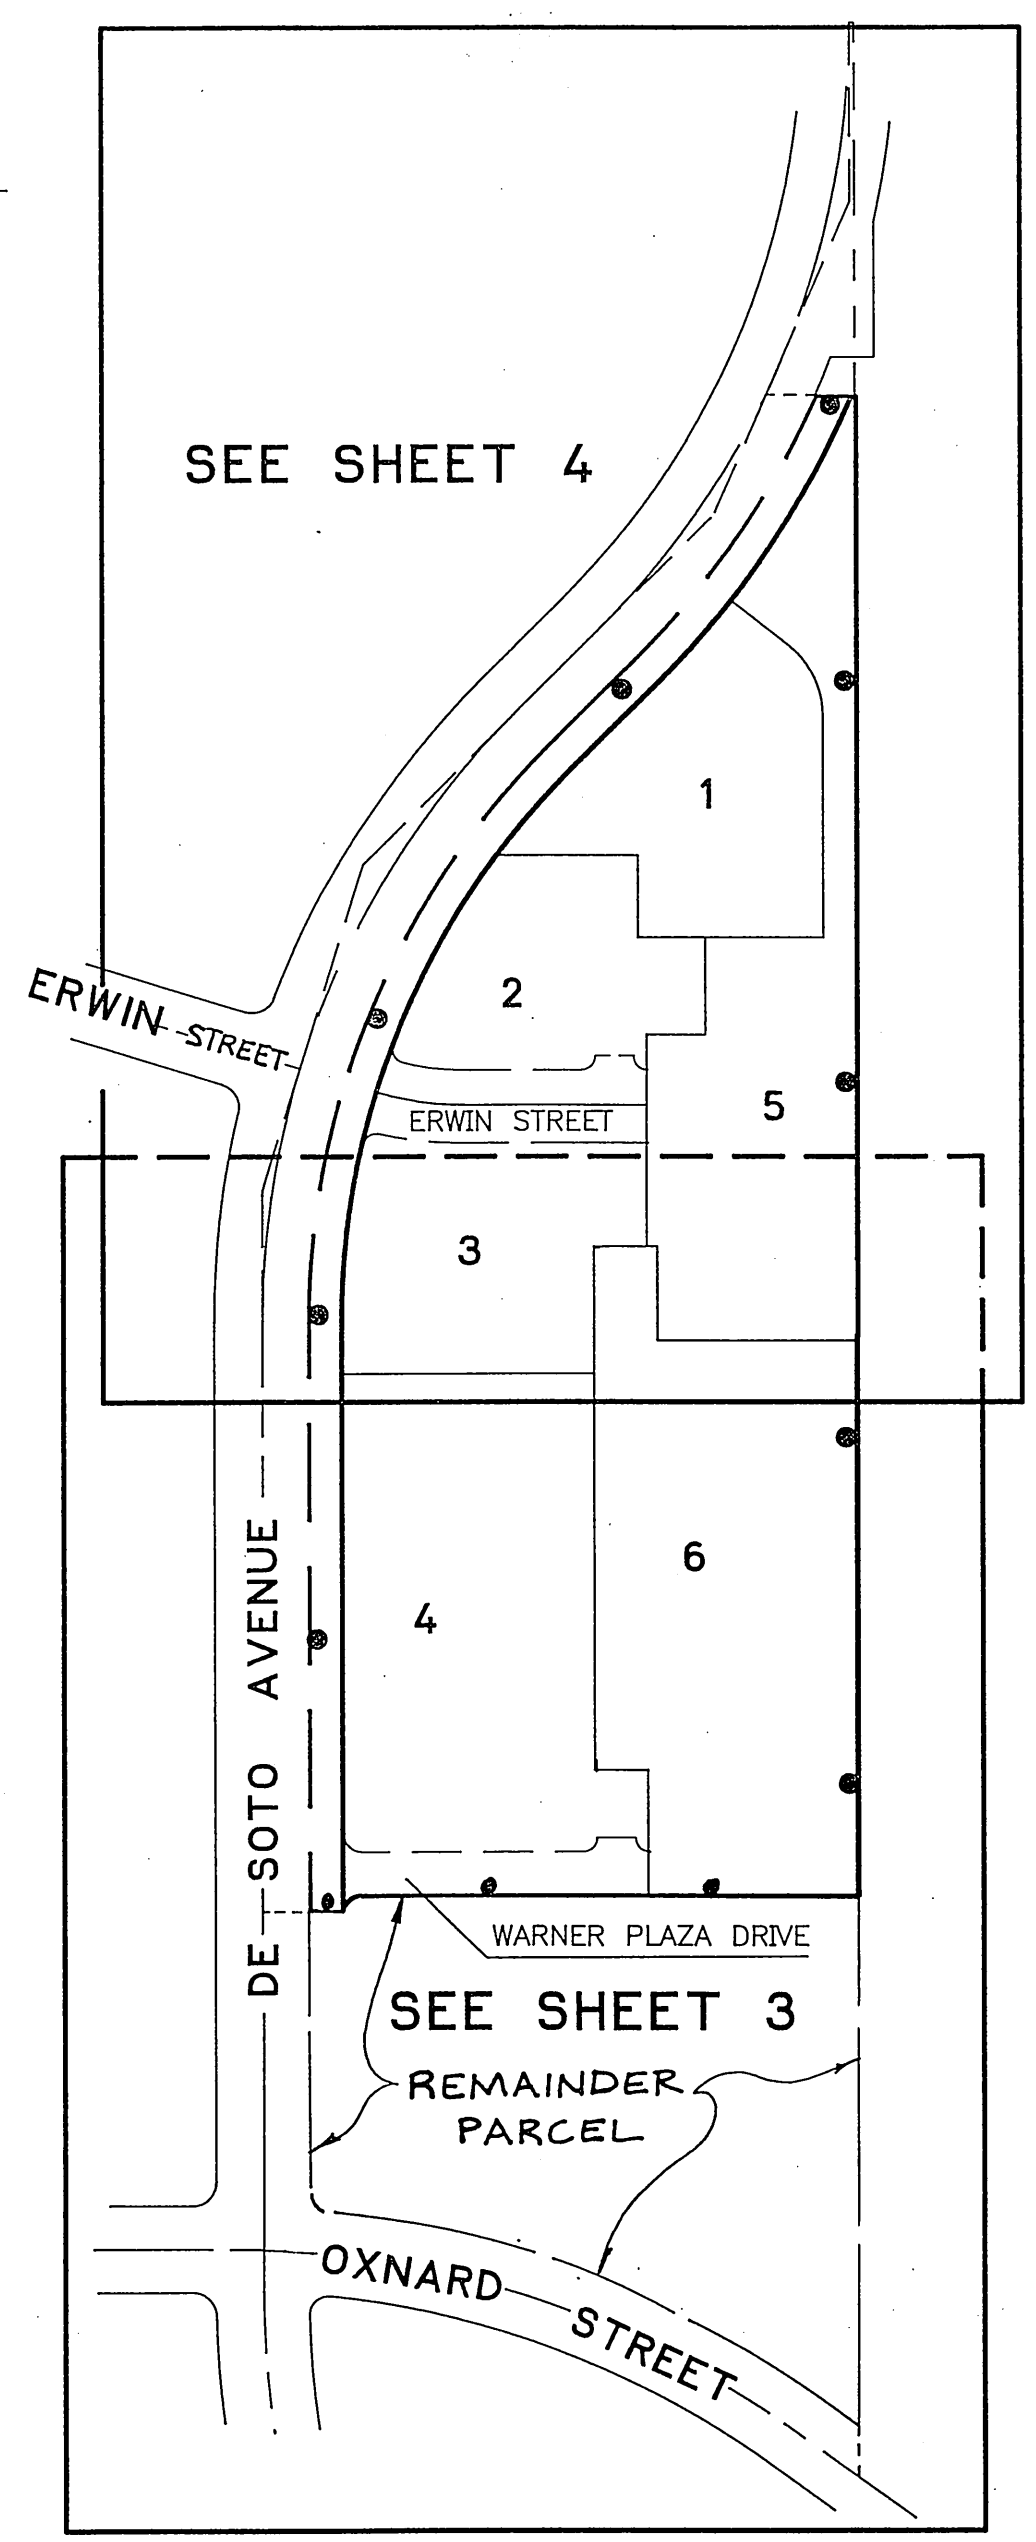 SEE SHEET 4
1
2
ERWIN STREET
ERWIN STREET
5
3
6
4
DE SOTO AVENUE
WARNER PLAZA DRIVE
SEE SHEET 3
REMAINDER
PARCEL
OXNARD STREET